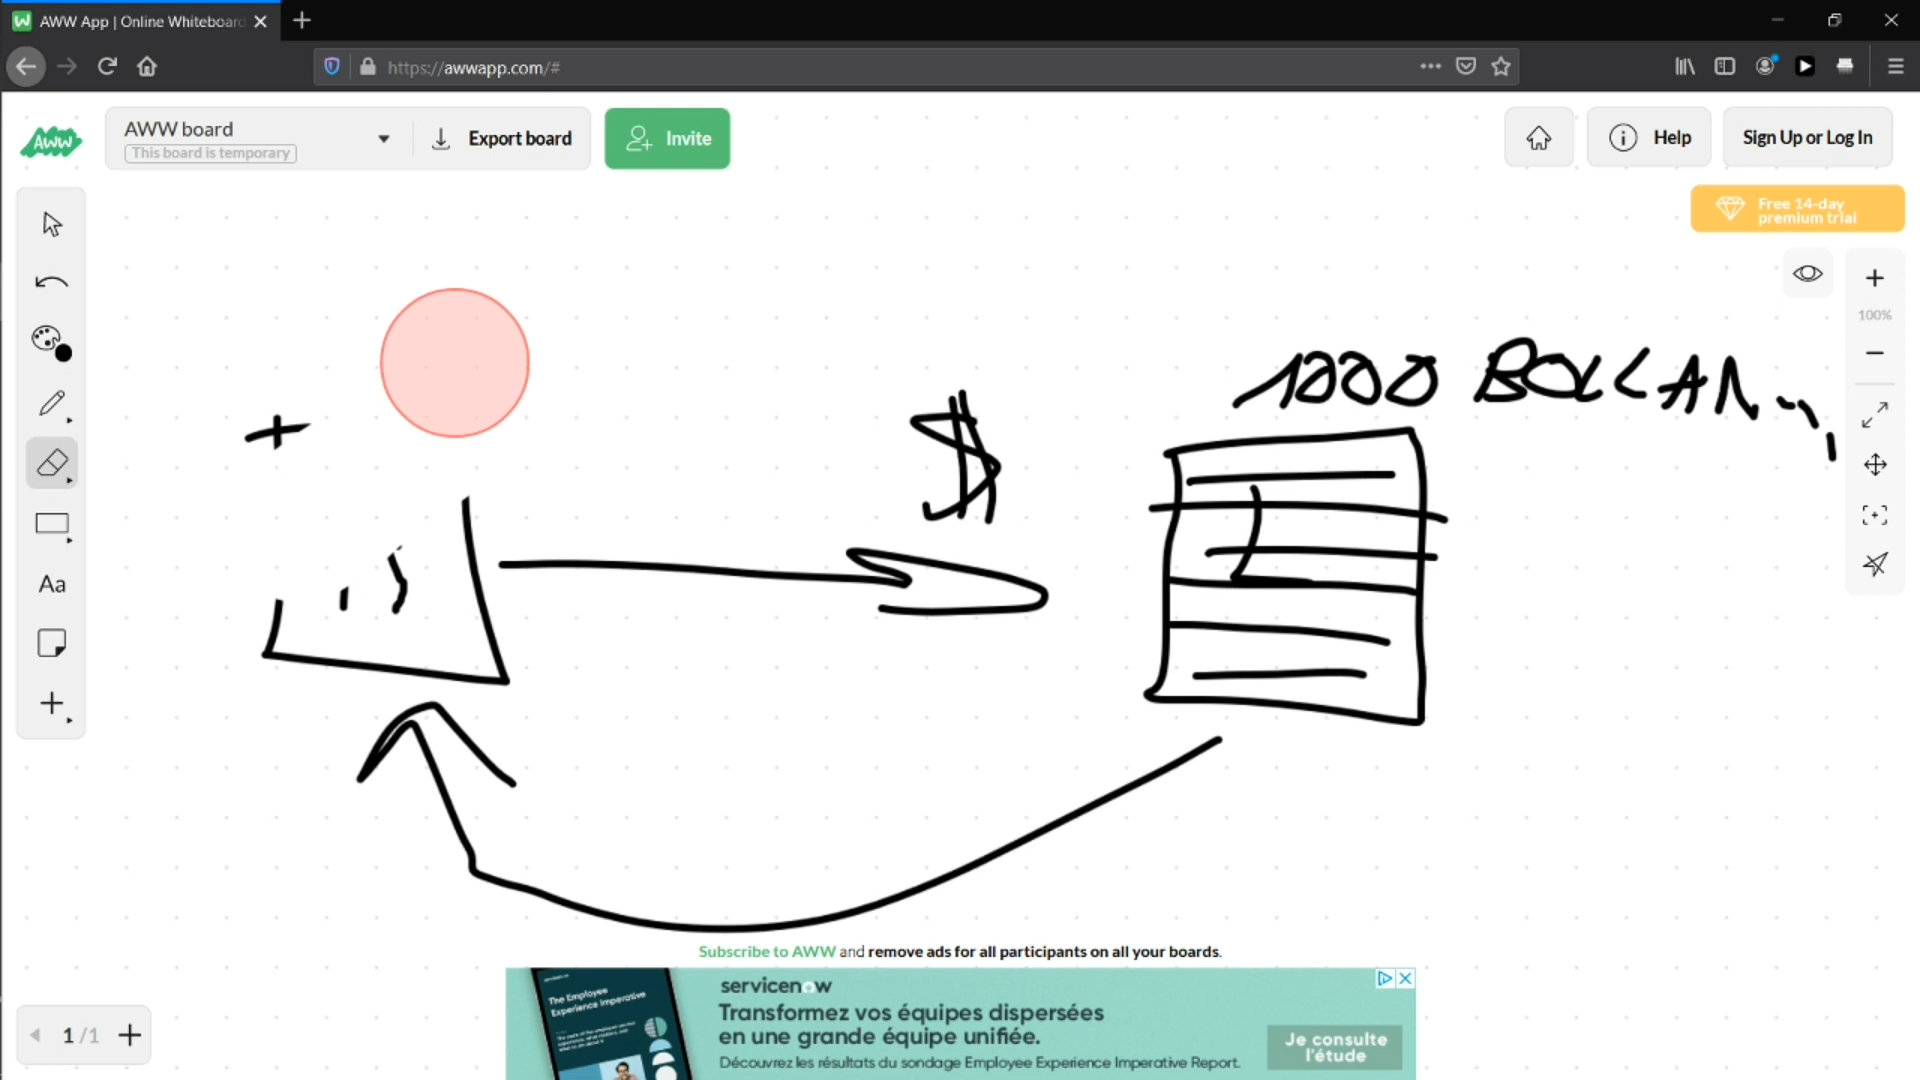 AWW App | Online Whiteboard
https://awwapp.com/#
AWW
AWW board
This board is temporary
Export board
Invite
Help
Sign Up or Log In
Free 14-day
premium trial
100%
Aa
+
$
1000 BOLLAR...
Subscribe to AWW and remove ads for all participants on all your boards.
servicenow
Transformez vos équipes dispersées
en une grande équipe unifiée.
Découvrez les résultats du sondage Employee Experience Imperative Report.
Je consulte
l'étude
The Employee
Experience Imperative
1 / 1